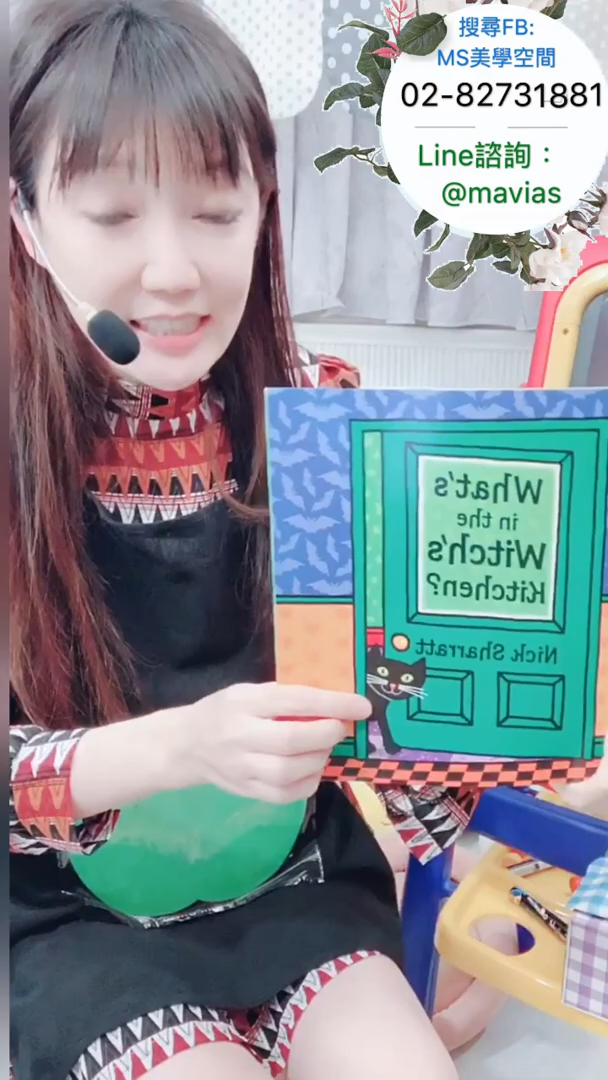 搜尋FB:
MS美學空間
02-82731881
Line諮詢：
@mavias
What's
in the
Witch's
Kitchen?
Nick Sharratt